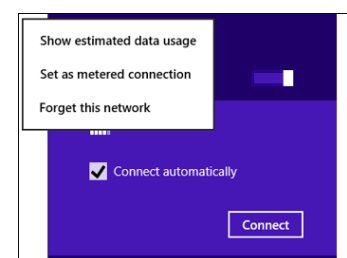 Show estimated data usage
Set as metered connection
Forget this network
Connect automatically
Connect